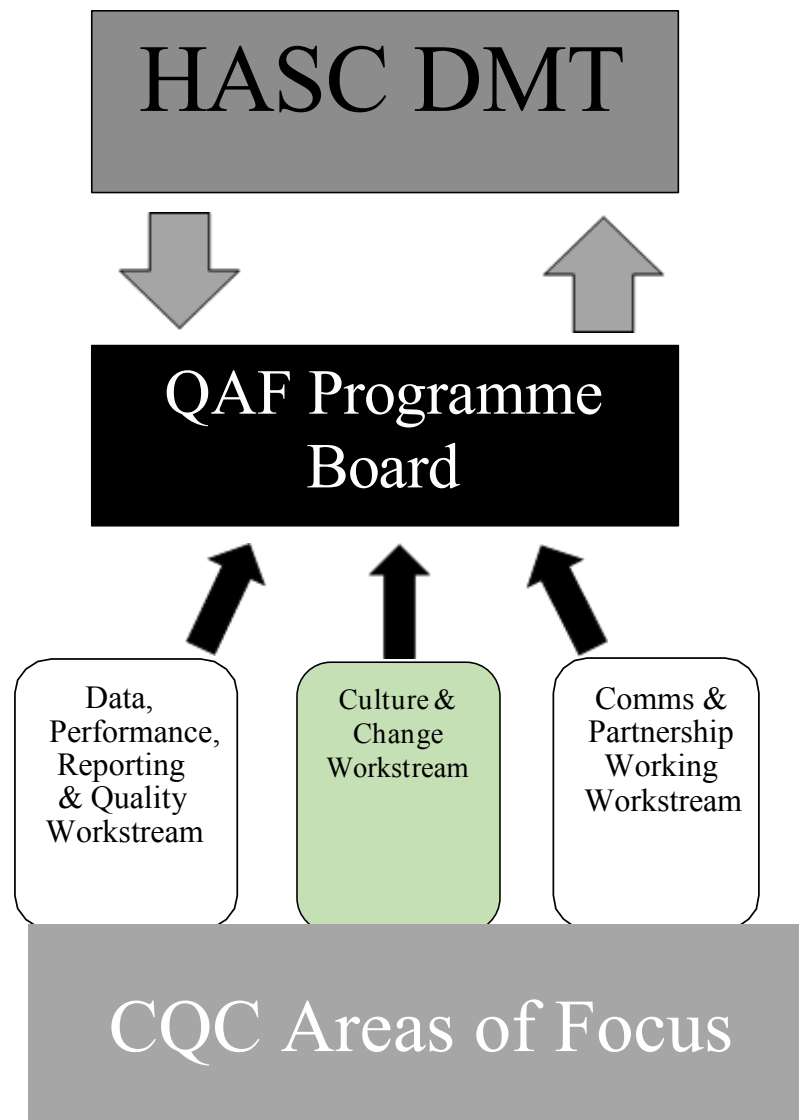 HASC DMT
QAF Programme
Board
Data,
Performance,
Reporting
& Quality
Workstream
Culture &
Change
Workstream
Comms &
Partnership
Working
Workstream
CQC Areas of Focus